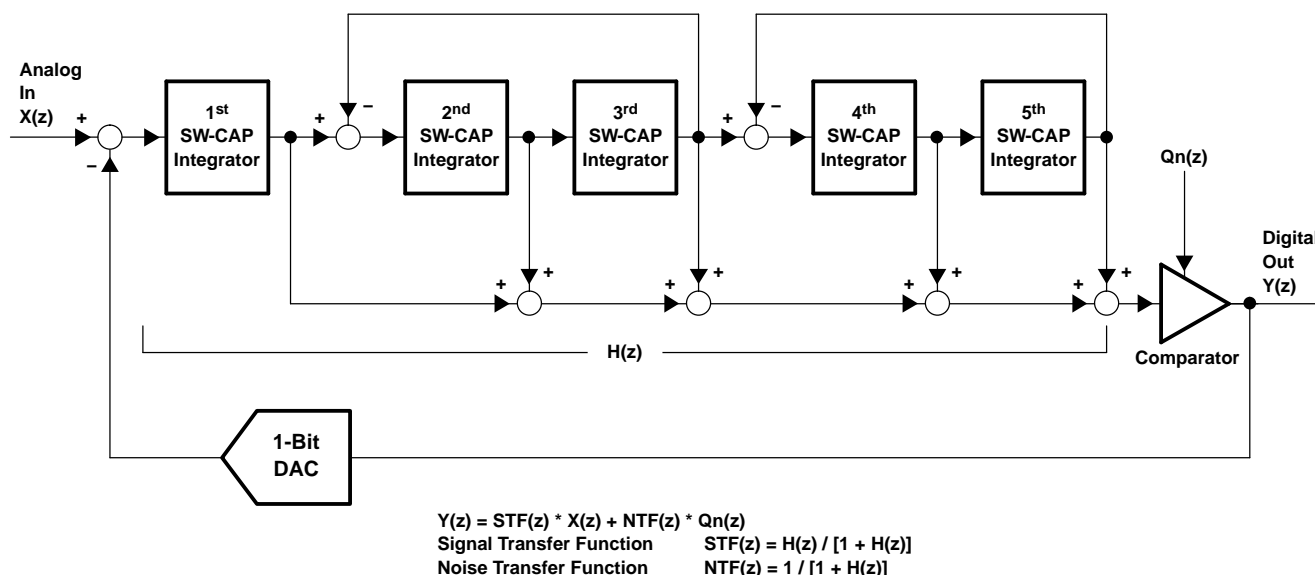 Analog
In
X(z)
+
−
1st
SW-CAP
Integrator
+
−
2nd
SW-CAP
Integrator
3rd
SW-CAP
Integrator
+
−
4th
SW-CAP
Integrator
5th
SW-CAP
Integrator
Qn(z)
Digital
Out
Y(z)
+
+
+
+
+
+
+
+
H(z)
Comparator
1-Bit
DAC
Y(z) = STF(z) * X(z) + NTF(z) * Qn(z)
Signal Transfer Function STF(z) = H(z) / [1 + H(z)]
Noise Transfer Function NTF(z) = 1 / [1 + H(z)]